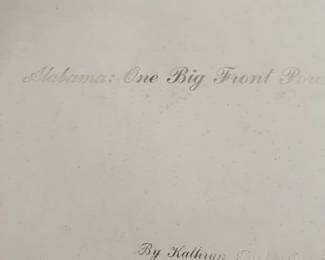 Alabama: One Big Front
By Kathryn